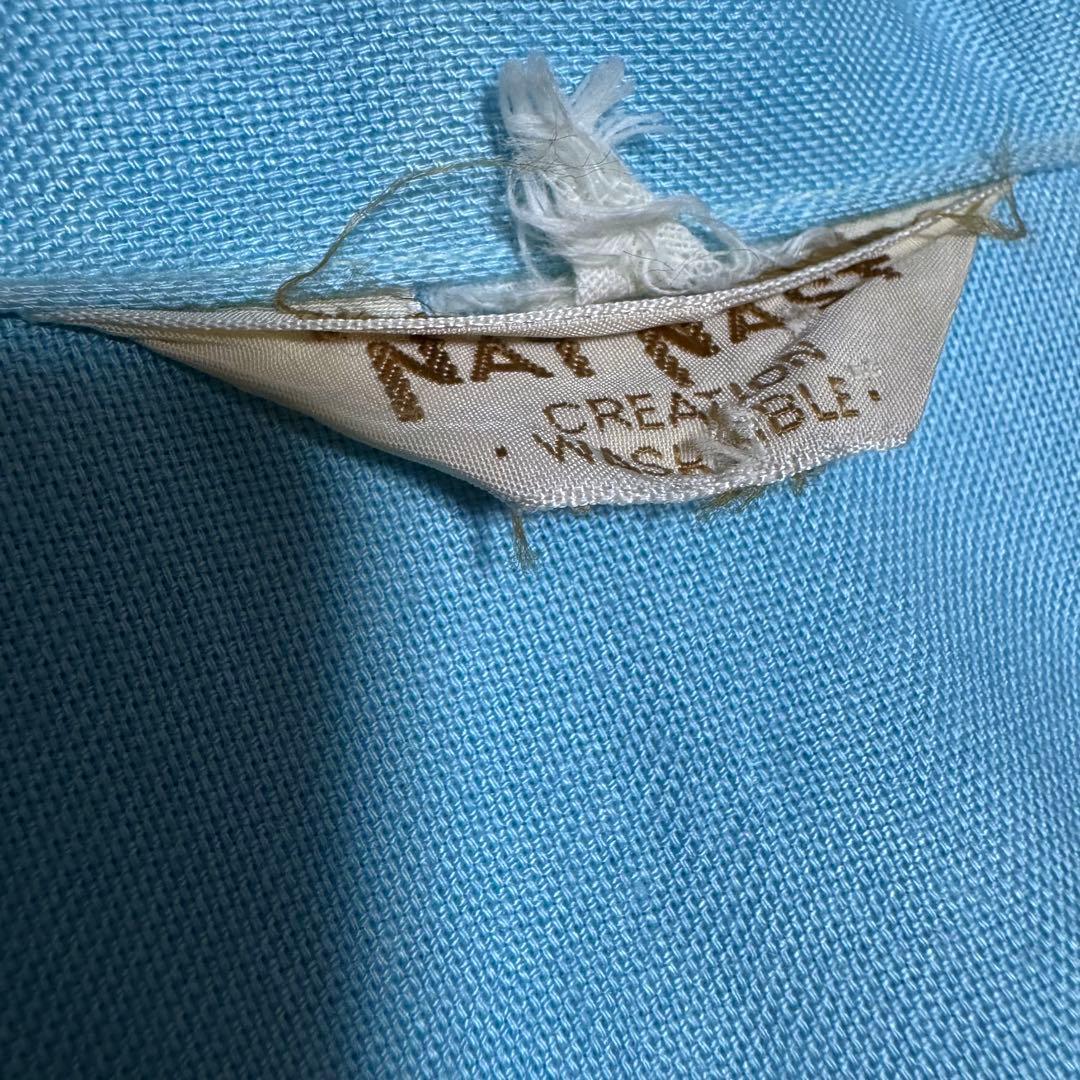 NAT NAST
CREATION
· WASHABLE ·